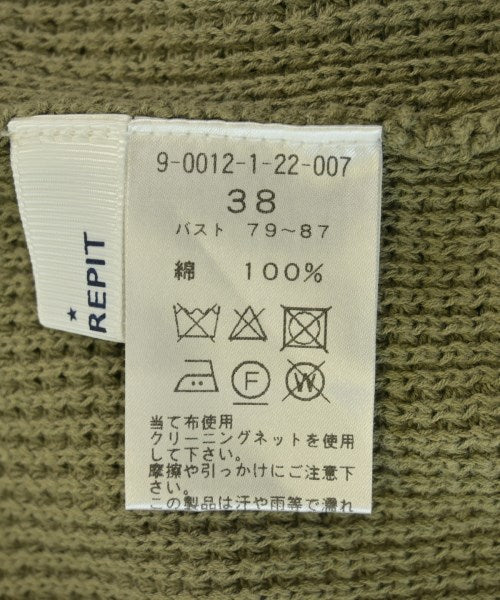 ★ REPIT
9-0012-1-22-007
38
バスト 79~87
綿 100%
F
W
当て布使用
クリーニングネットを使用
して下さい。
摩擦や引っかけにご注意下
さい。
この製品は汗や雨等で濡れ